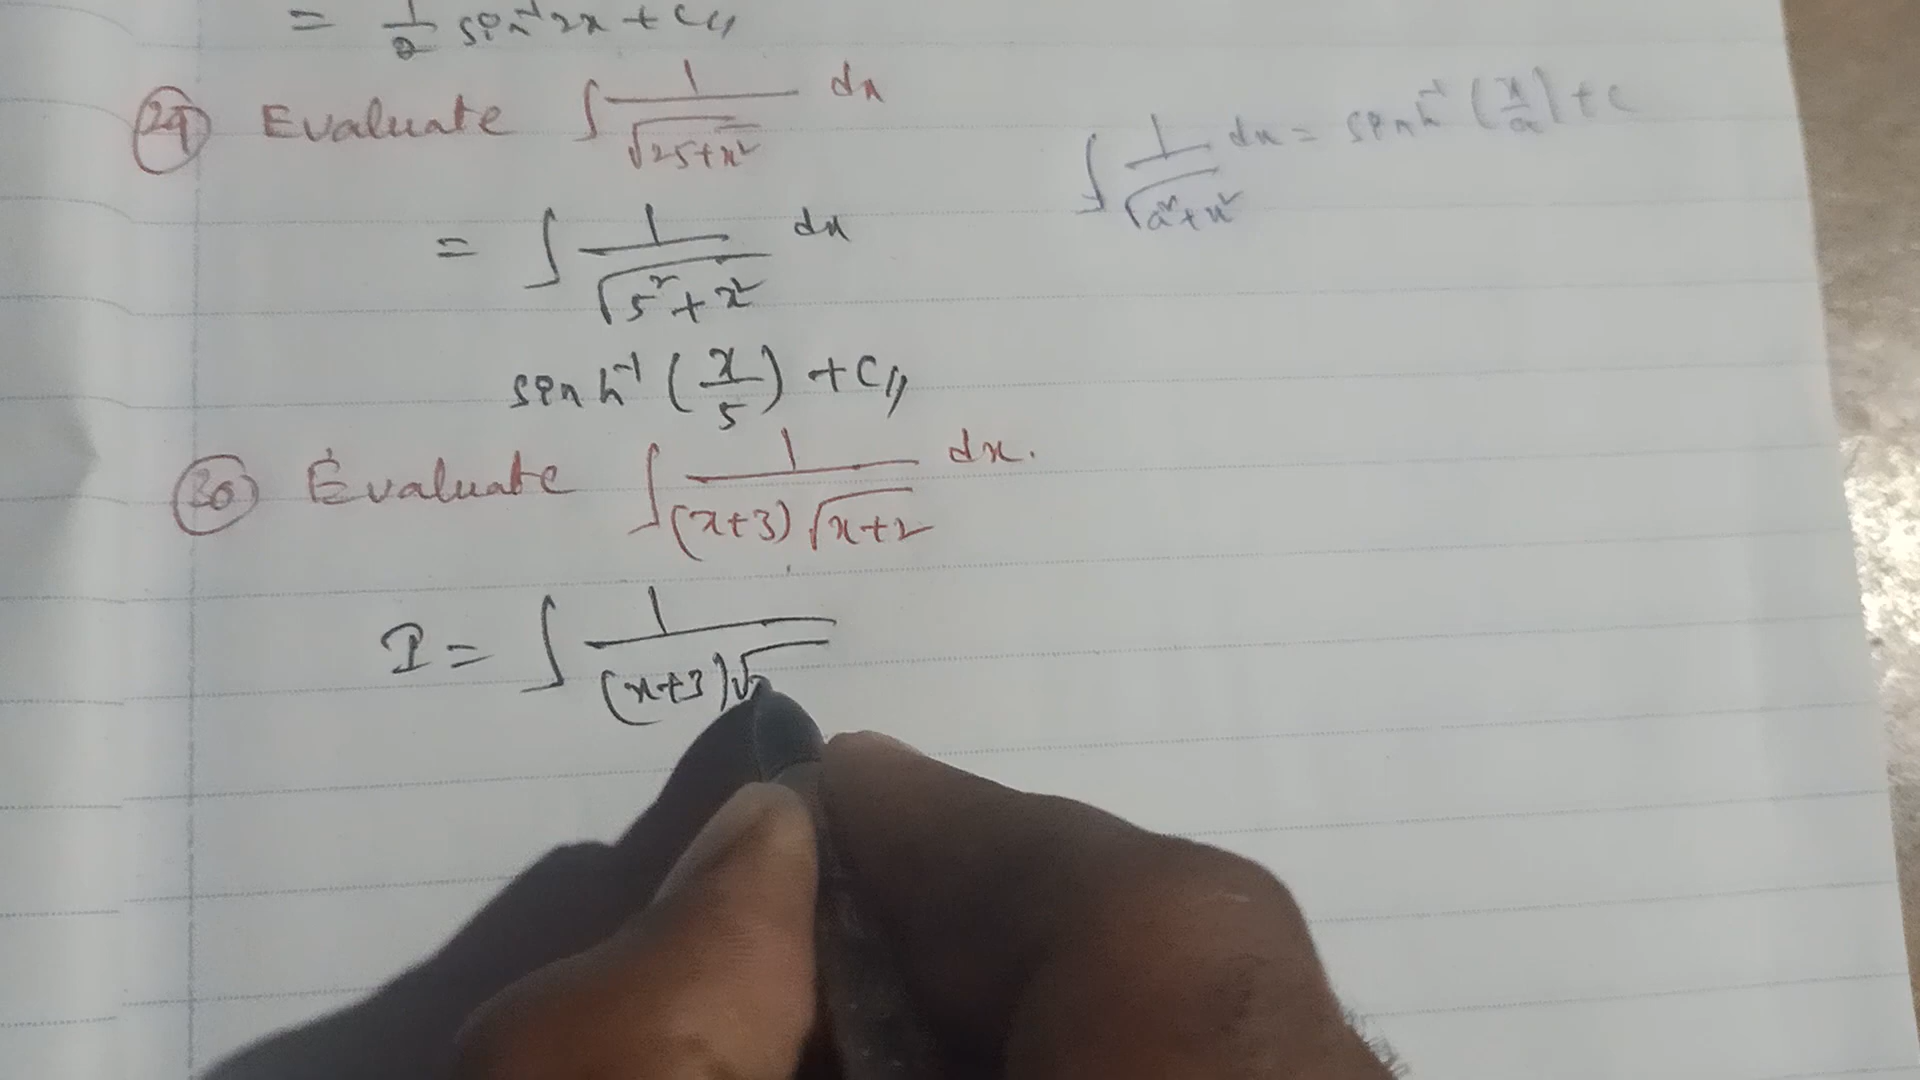 = 1/2 sin⁻¹ 2x + C//
(29) Evaluate ∫ 1/√(25+x²) dx
∫ 1/√(a²+x²) dx = sinh⁻¹ (x/a) + c
= ∫ 1/√(5²+x²) dx
sinh⁻¹ (x/5) + C//
(30) Evaluate ∫ 1/((x+3)√(x+2)) dx.
I = ∫ 1/((x+3)√